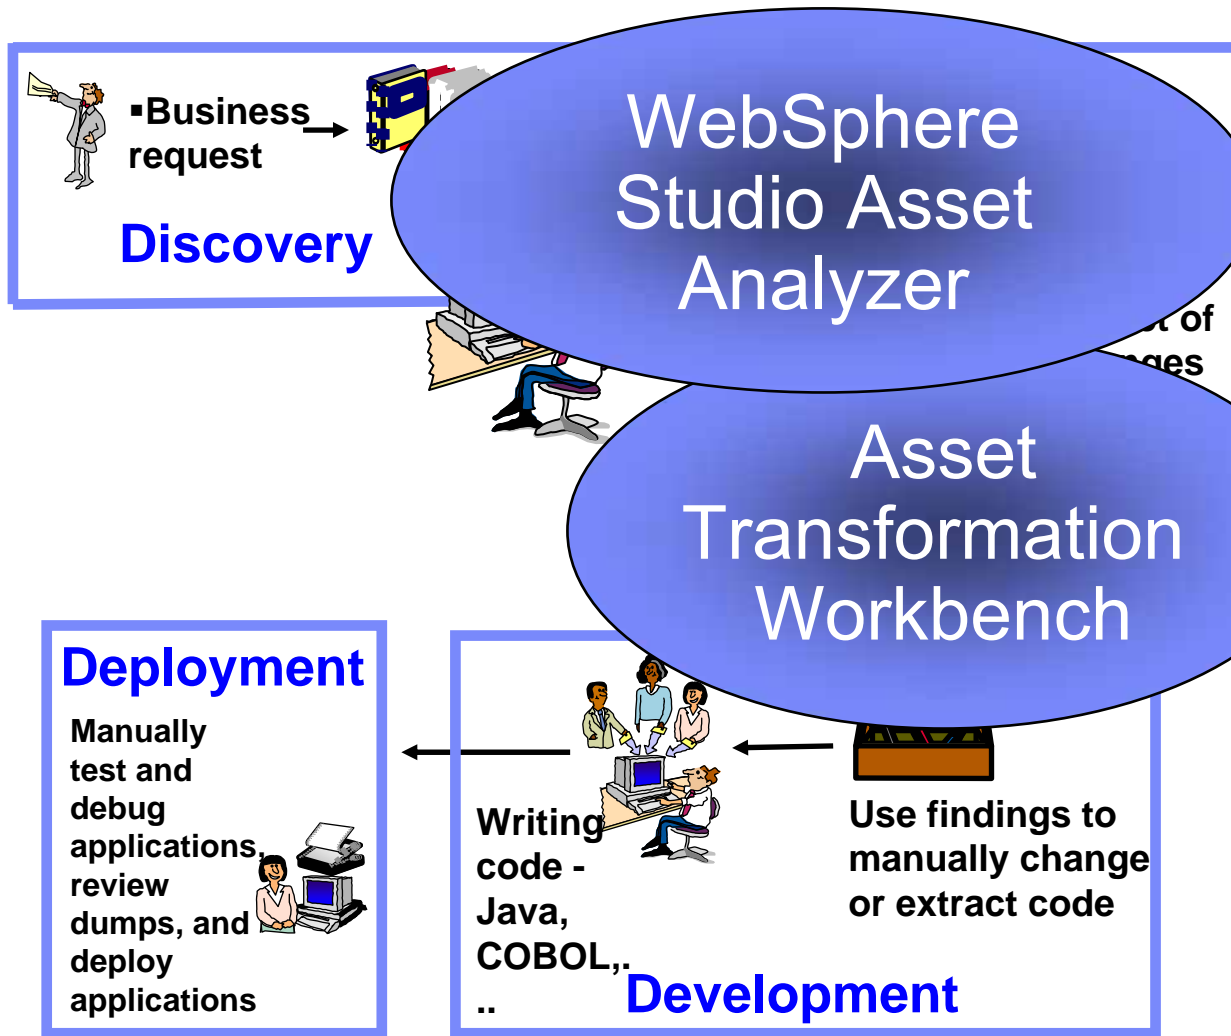 ▪Business
request
Discovery
WebSphere
Studio Asset
Analyzer
of
Asset
Transformation
Workbench
Deployment
Manually
test and
debug
applications,
review
dumps, and
deploy
applications
Writing
code -
Java,
COBOL,.
..
Use findings to
manually change
or extract code
Development